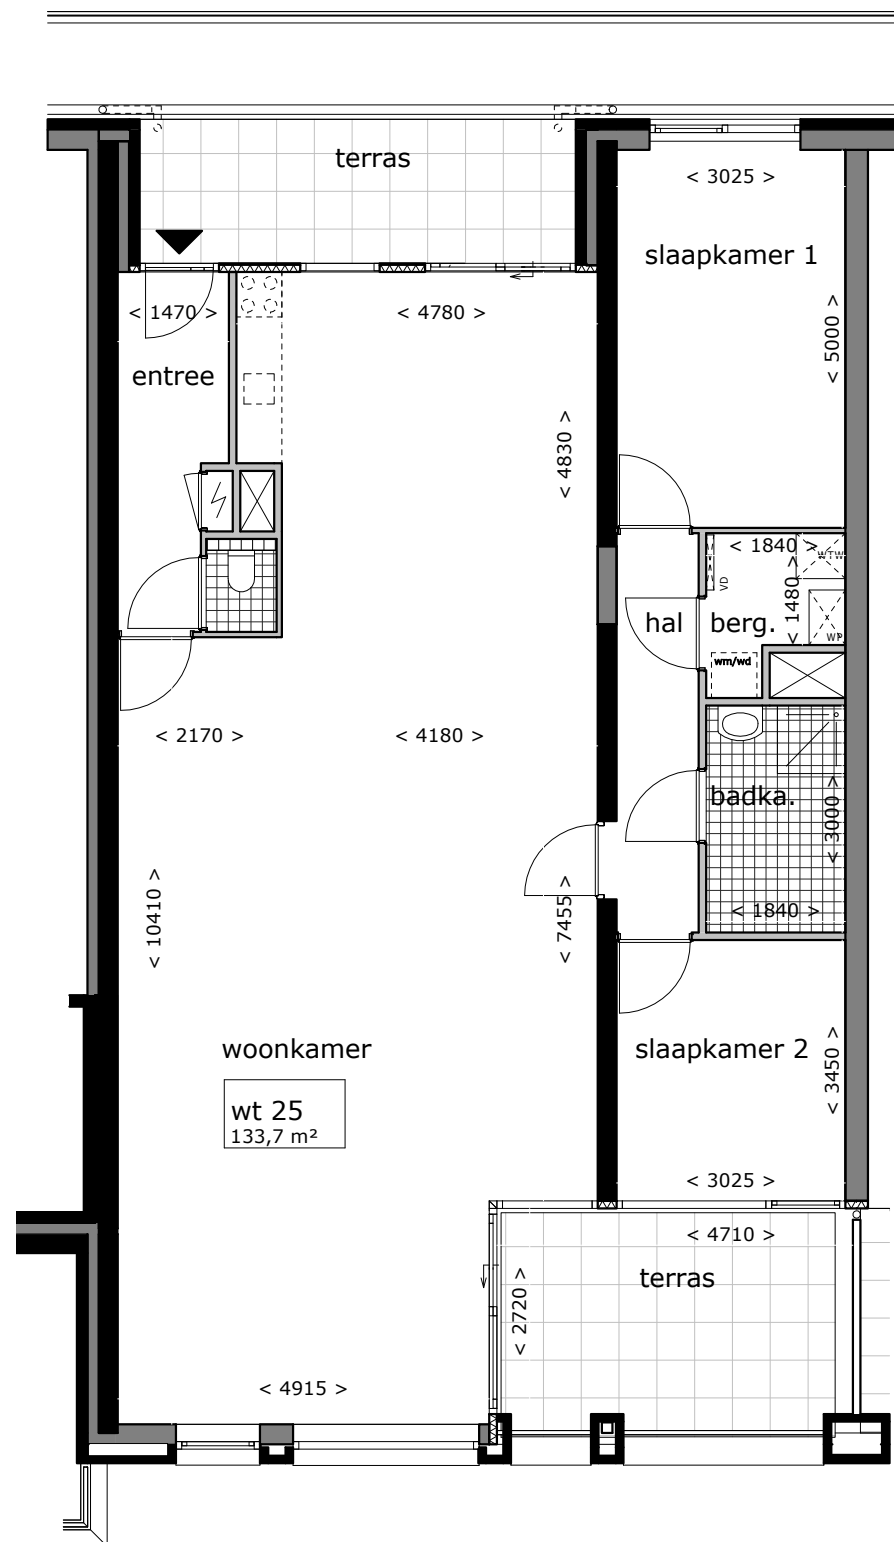 terras
< 3025 >
slaapkamer 1
< 1470 >
< 4780 >
< 5000 >
entree
< 4830 >
< 1840 >
WTW
VD
< 1480 >
hal
berg.
WP
wm/wd
< 2170 >
< 4180 >
badka.
< 3000 >
< 10410 >
< 7455 >
< 1840 >
woonkamer
slaapkamer 2
< 3450 >
wt 25
133,7 m²
< 3025 >
< 4710 >
terras
< 2720 >
< 4915 >